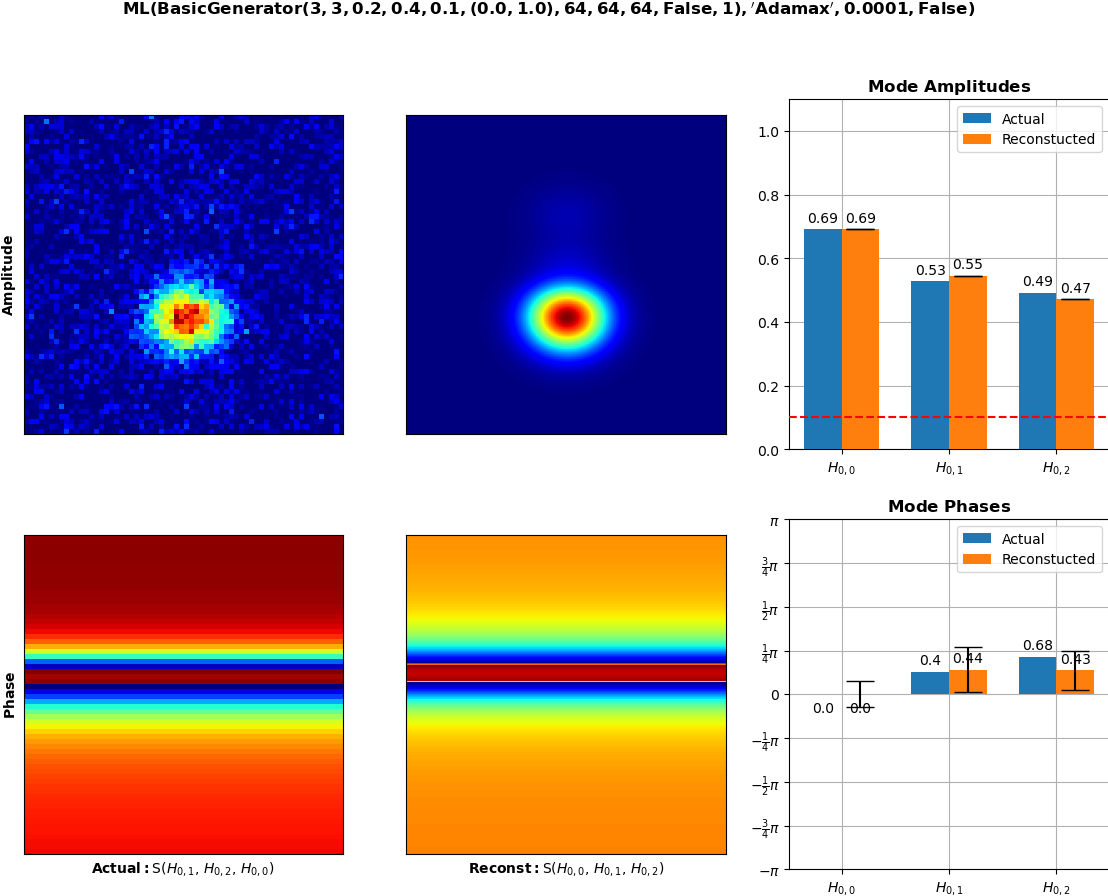 ML(BasicGenerator(3, 3, 0.2, 0.4, 0.1, (0.0, 1.0), 64, 64, 64, False, 1), ′Adamax′, 0.0001, False)
Amplitude
Mode Amplitudes
Actual
Reconstucted
1.0
0.8
0.6
0.4
0.2
0.0
0.69
0.69
0.53
0.55
0.49
0.47
H0,0
H0,1
H0,2
Phase
Actual: S(H0,1, H0,2, H0,0)
Reconst: S(H0,0, H0,1, H0,2)
Mode Phases
Actual
Reconstucted
π
3/4π
1/2π
1/4π
0
−1/4π
−1/2π
−3/4π
−π
0.0
0.0
0.4
0.44
0.68
0.43
H0,0
H0,1
H0,2